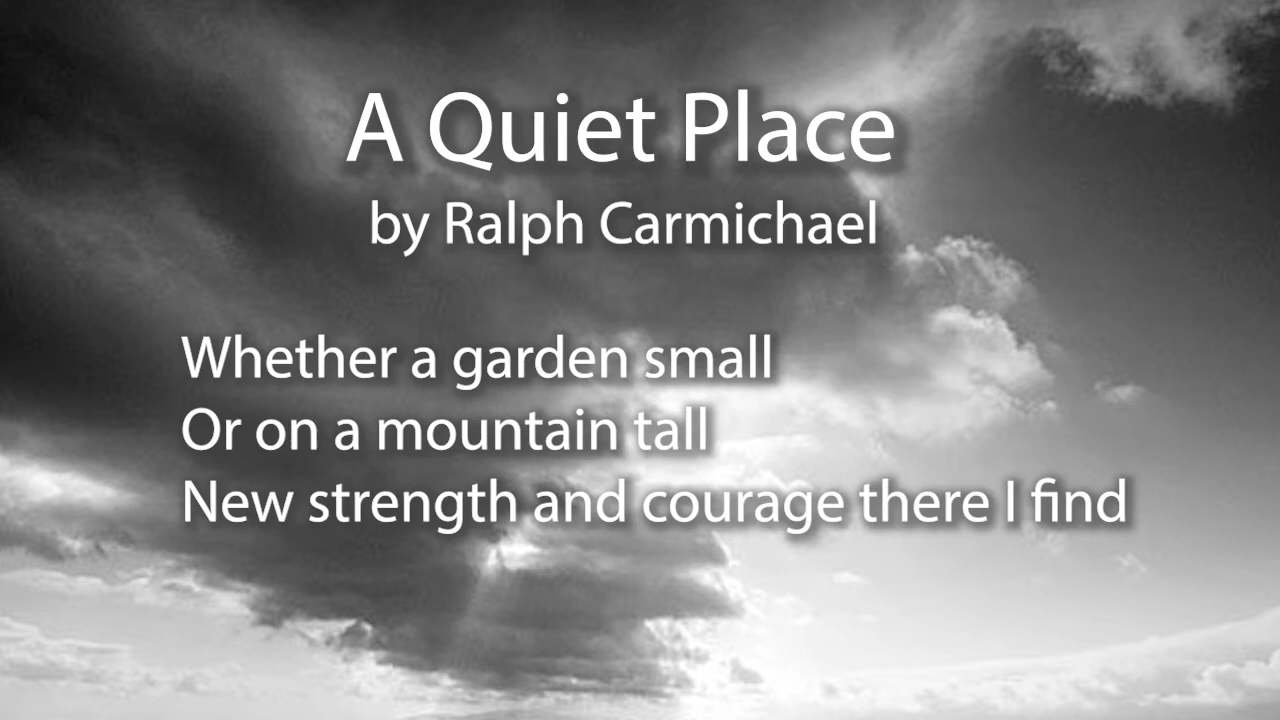 A Quiet Place
by Ralph Carmichael
Whether a garden small
Or on a mountain tall
New strength and courage there I find